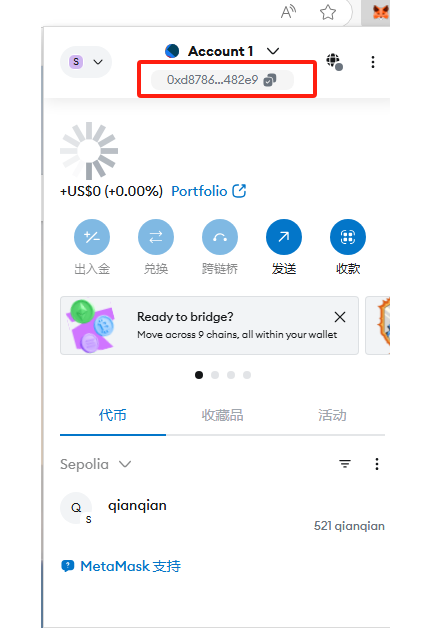 A
S
Account 1
0xd8786...482e9
+US$0 (+0.00%) Portfolio
出入金 兑换 跨链桥 发送 收款
Ready to bridge?
Move across 9 chains, all within your wallet
代币 收藏品 活动
Sepolia
Q qianqian
S
521 qianqian
MetaMask 支持